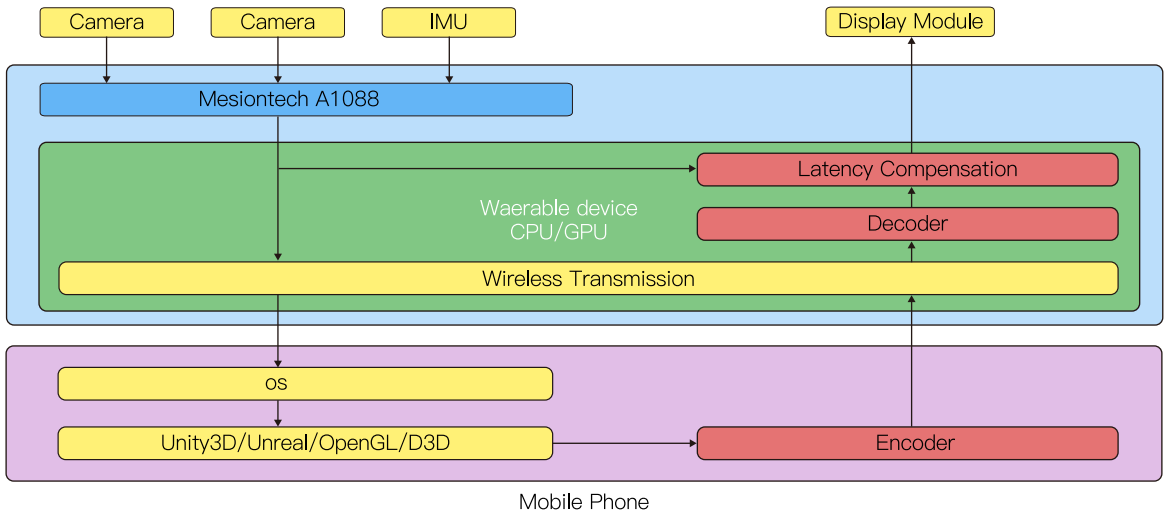 Camera
Camera
IMU
Display Module
Mesiontech A1088
Latency Compensation
Waerable device
CPU/GPU
Decoder
Wireless Transmission
os
Unity3D/Unreal/OpenGL/D3D
Encoder
Mobile Phone